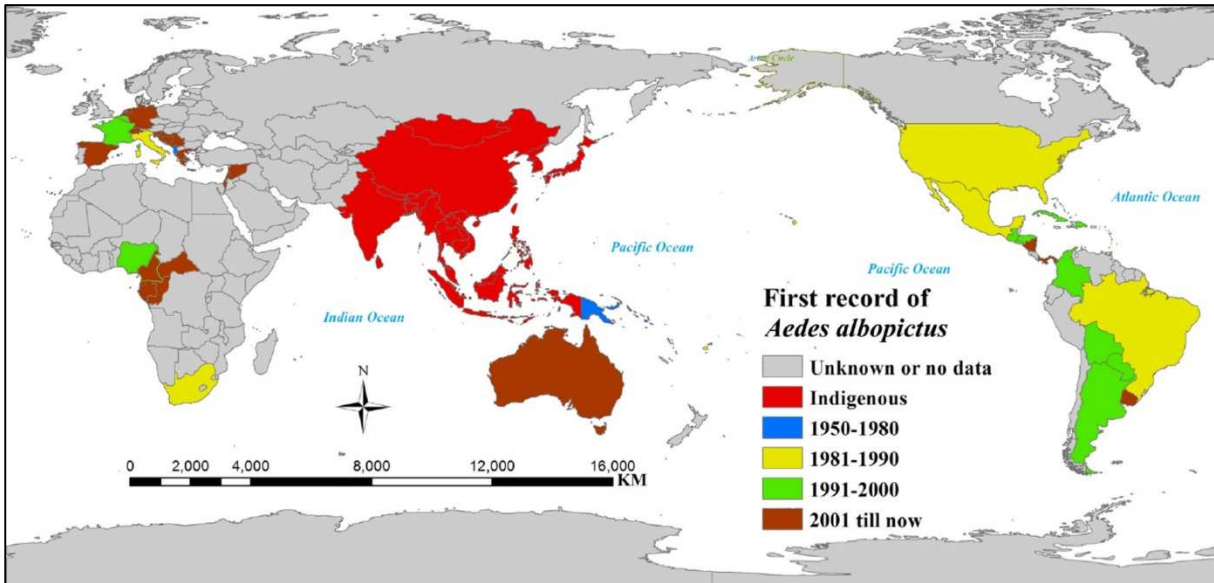 Arctic Circle
Atlantic Ocean
Pacific Ocean
Pacific Ocean
Indian Ocean
N
0 2,000 4,000 8,000 12,000 16,000
KM
First record of
Aedes albopictus
Unknown or no data
Indigenous
1950-1980
1981-1990
1991-2000
2001 till now